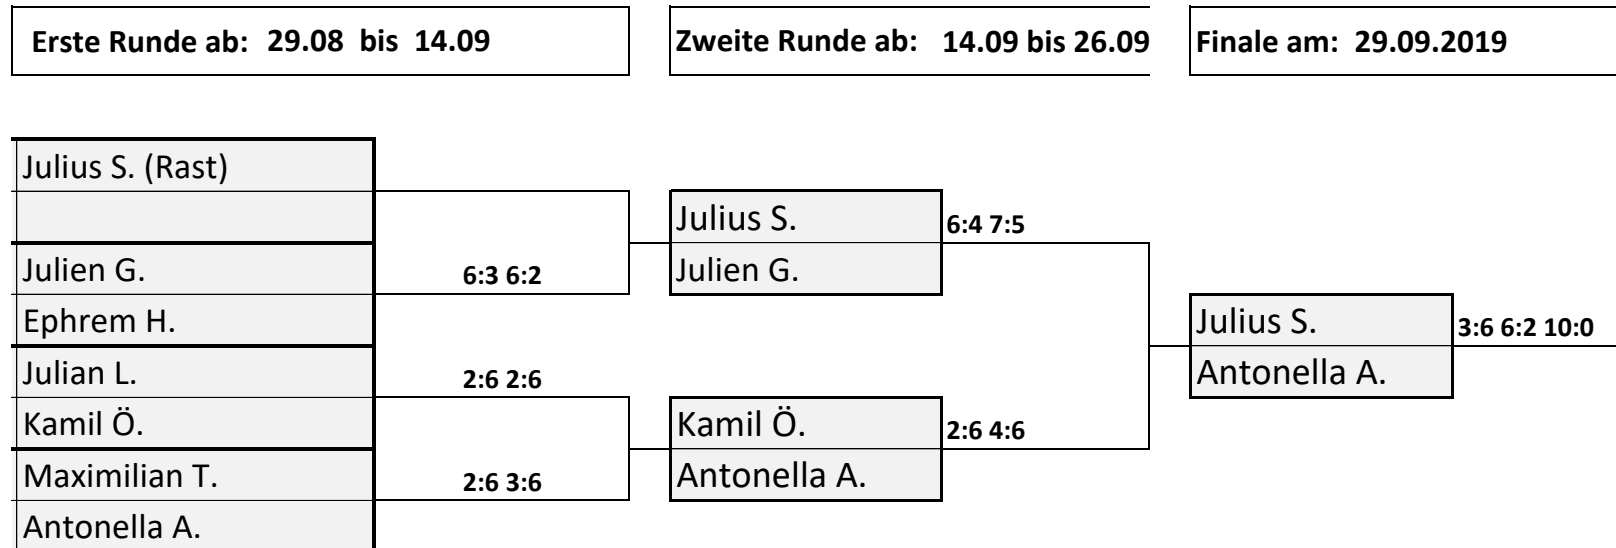 Erste Runde ab: 29.08 bis 14.09
Zweite Runde ab: 14.09 bis 26.09
Finale am: 29.09.2019
Julius S. (Rast)
Julien G.
6:3 6:2
Ephrem H.
Julian L.
2:6 2:6
Kamil Ö.
Maximilian T.
2:6 3:6
Antonella A.
Julius S.
6:4 7:5
Julien G.
Kamil Ö.
2:6 4:6
Antonella A.
Julius S.
3:6 6:2 10:0
Antonella A.